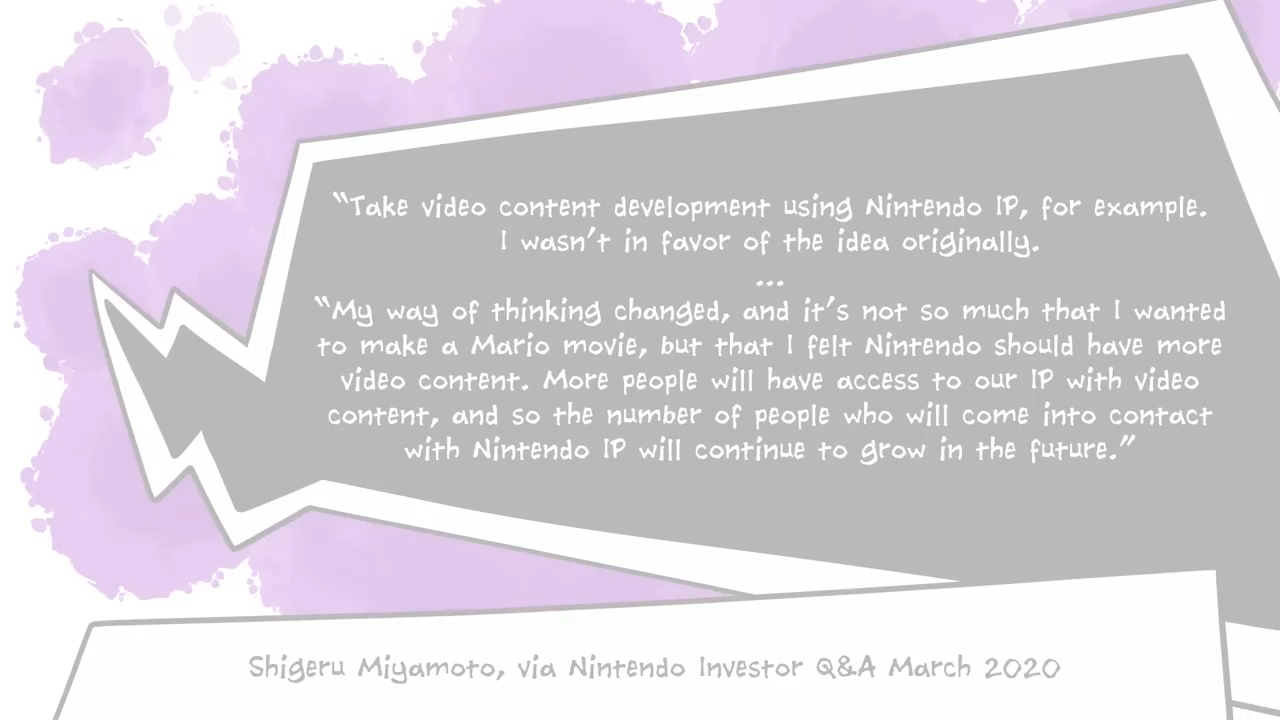 “Take video content development using Nintendo IP, for example.
I wasn’t in favor of the idea originally.
...
“My way of thinking changed, and it’s not so much that I wanted
to make a Mario movie, but that I felt Nintendo should have more
video content. More people will have access to our IP with video
content, and so the number of people who will come into contact
with Nintendo IP will continue to grow in the future.”
Shigeru Miyamoto, via Nintendo Investor Q&A March 2020